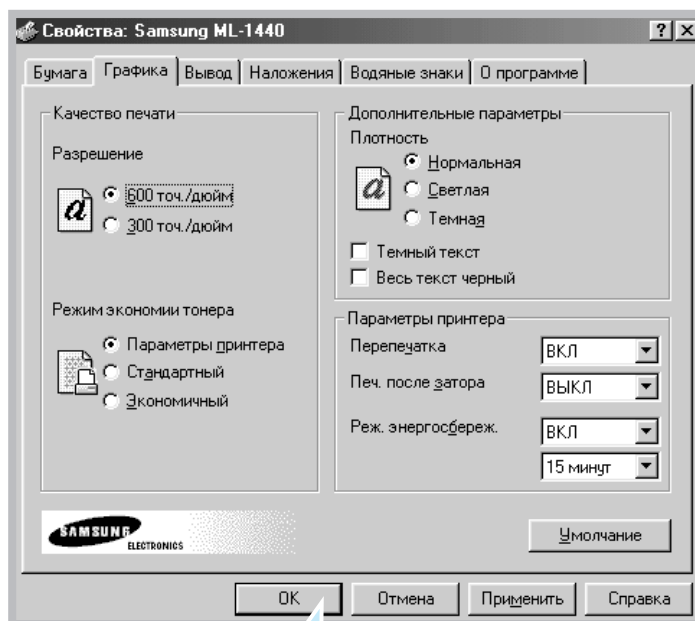 Свойства: Samsung ML-1440
Бумага Графика Вывод Наложения Водяные знаки О программе
Качество печати
Разрешение
600 точ./дюйм
300 точ./дюйм
Режим экономии тонера
Параметры принтера
Стандартный
Экономичный
Дополнительные параметры
Плотность
Нормальная
Светлая
Темная
Темный текст
Весь текст черный
Параметры принтера
Перепечатка ВКЛ
Печ. после затора ВЫКЛ
Реж. энергосбереж. ВКЛ
15 минут
SAMSUNG
ELECTRONICS
Умолчание
OK Отмена Применить Справка